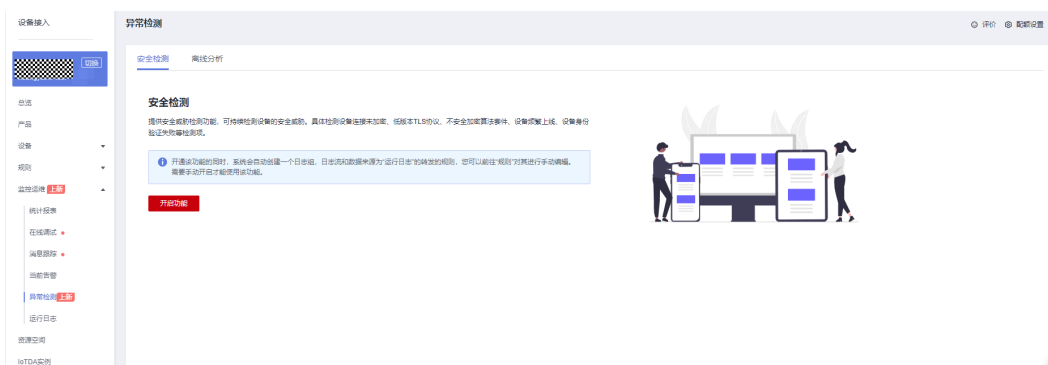 设备接入
异常检测
评价
配额设置
切换
安全检测
离线分析
总览
产品
设备
规则
监控运维 上新
统计报表
在线调试
消息跟踪
当前告警
异常检测 上新
运行日志
资源空间
IoTDA实例
安全检测
提供安全威胁检测功能，可持续检测设备的安全威胁。具体检测设备连接未加密、低版本TLS协议、不安全加密算法套件、设备频繁上线、设备身份
验证失败等检测项。
开通该功能的同时，系统会自动创建一个日志组、日志流和数据来源为“运行日志”的转发的规则，您可以前往“规则”对其进行手动编辑。
需要手动开启才能使用该功能。
开启功能